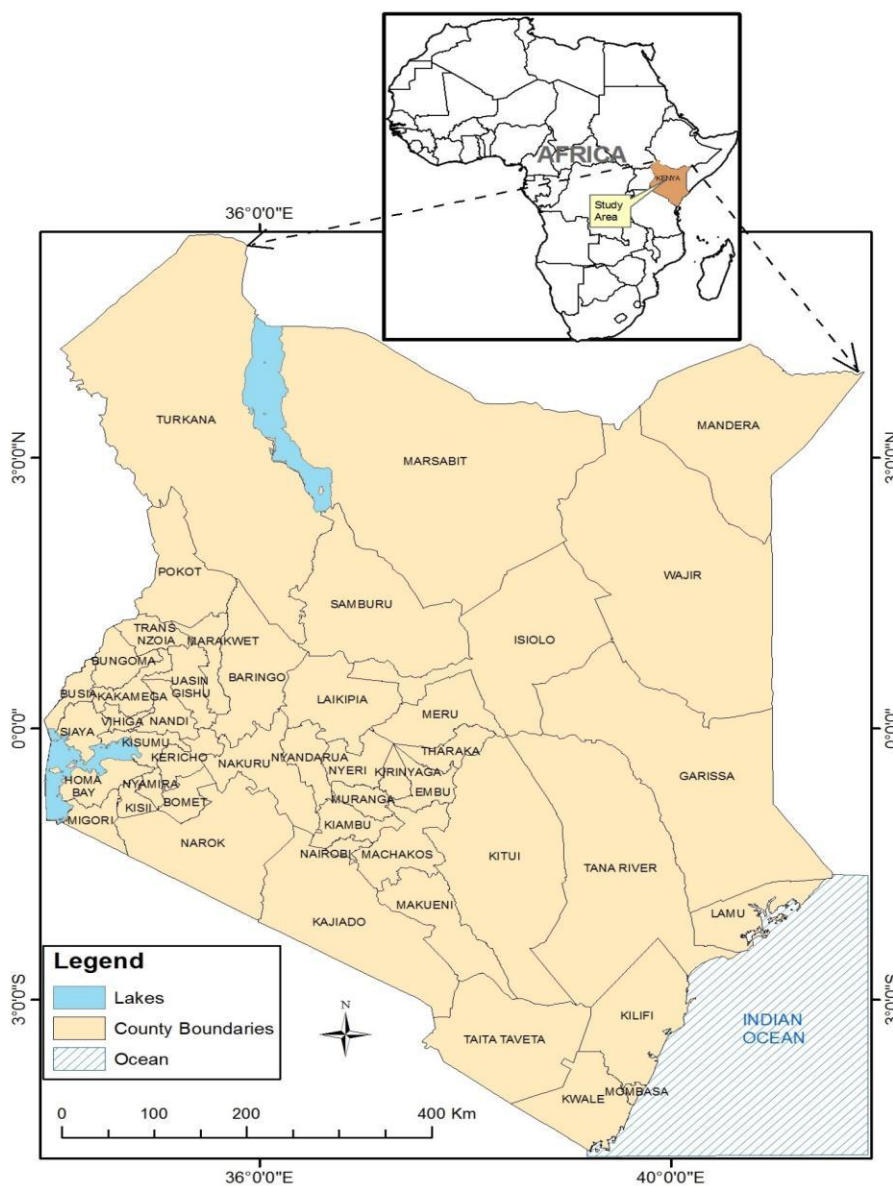 AFRICA
KENYA
Study
Area
36°0'0"E
TURKANA
MANDERA
3°0'0"N
3°0'0"N
MARSABIT
POKOT
WAJIR
SAMBURU
TRANS
NZOIA
MARAKWET
ISIOLO
BUNGOMA
UASIN
GISHU
BARINGO
BUSIA
KAKAMEGA
LAIKIPIA
MERU
VIHIGA
NANDI
0°0'0"
0°0'0"
SIAYA
KISUMU
THARAKA
KERICHO
NAKURU
NYANDARUA
NYERI
KIRINYAGA
GARISSA
HOMA
BAY
NYAMIRA
EMBU
KISII
BOMET
MURANGA
MIGORI
KIAMBU
NAROK
NAIROBI
MACHAKOS
KITUI
TANA RIVER
MAKUENI
LAMU
KAJIADO
Legend
Lakes
County Boundaries
Ocean
N
3°0'0"S
3°0'0"S
KILIFI
INDIAN
OCEAN
TAITA TAVETA
KWALE
MOMBASA
0 100 200 400 Km
36°0'0"E
40°0'0"E